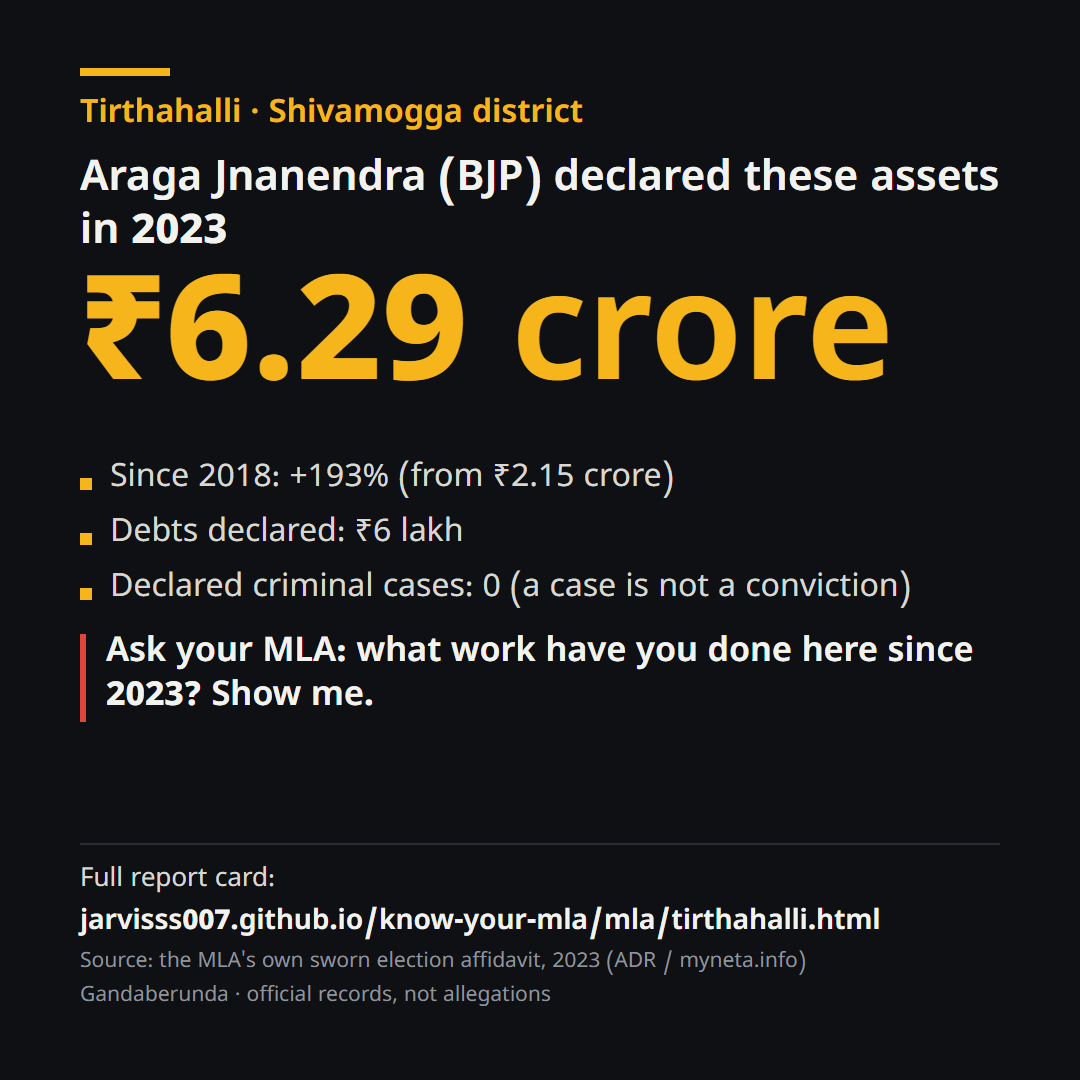 Tirthahalli · Shivamogga district
Araga Jnanendra (BJP) declared these assets
in 2023
₹6.29 crore
Since 2018: +193% (from ₹2.15 crore)
Debts declared: ₹6 lakh
Declared criminal cases: 0 (a case is not a conviction)
Ask your MLA: what work have you done here since
2023? Show me.
Full report card:
jarvisss007.github.io/know-your-mla/mla/tirthahalli.html
Source: the MLA's own sworn election affidavit, 2023 (ADR / myneta.info)
Gandaberunda · official records, not allegations